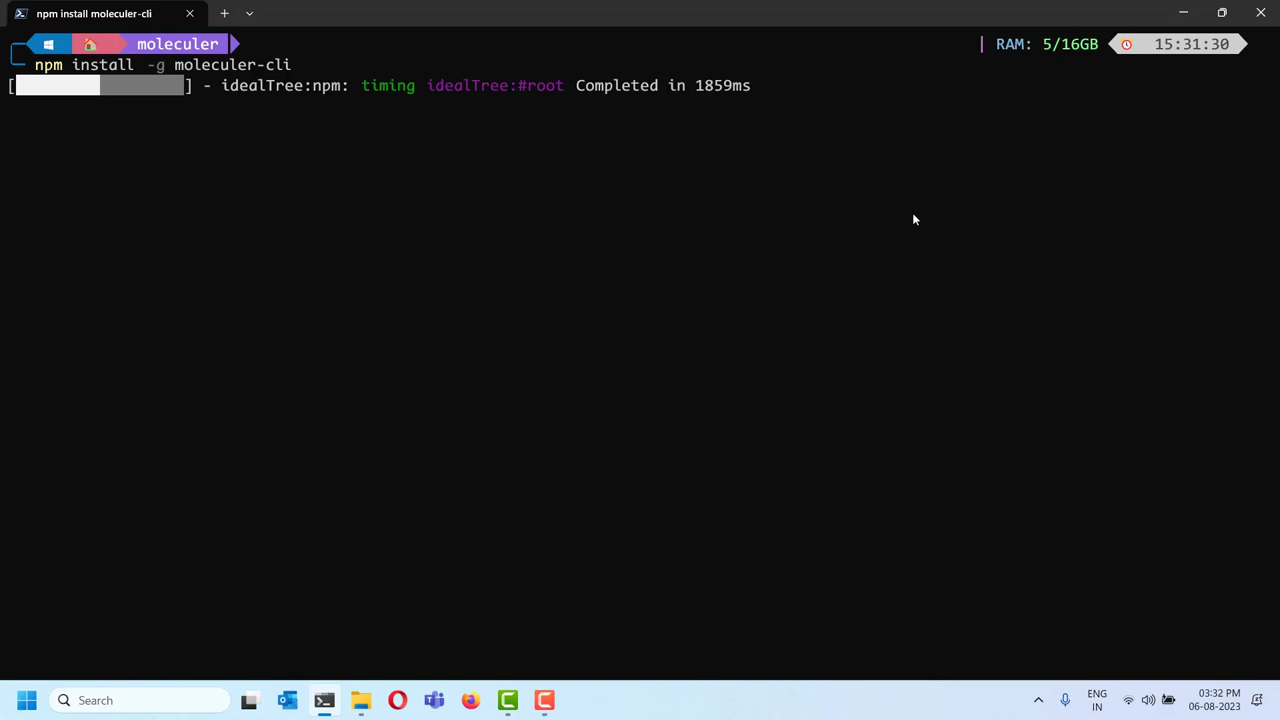 npm install moleculer-cli
moleculer
RAM: 5/16GB
15:31:30
npm install -g moleculer-cli
[ ] - idealTree:npm: timing idealTree:#root Completed in 1859ms
Search
ENG
IN
03:32 PM
06-08-2023